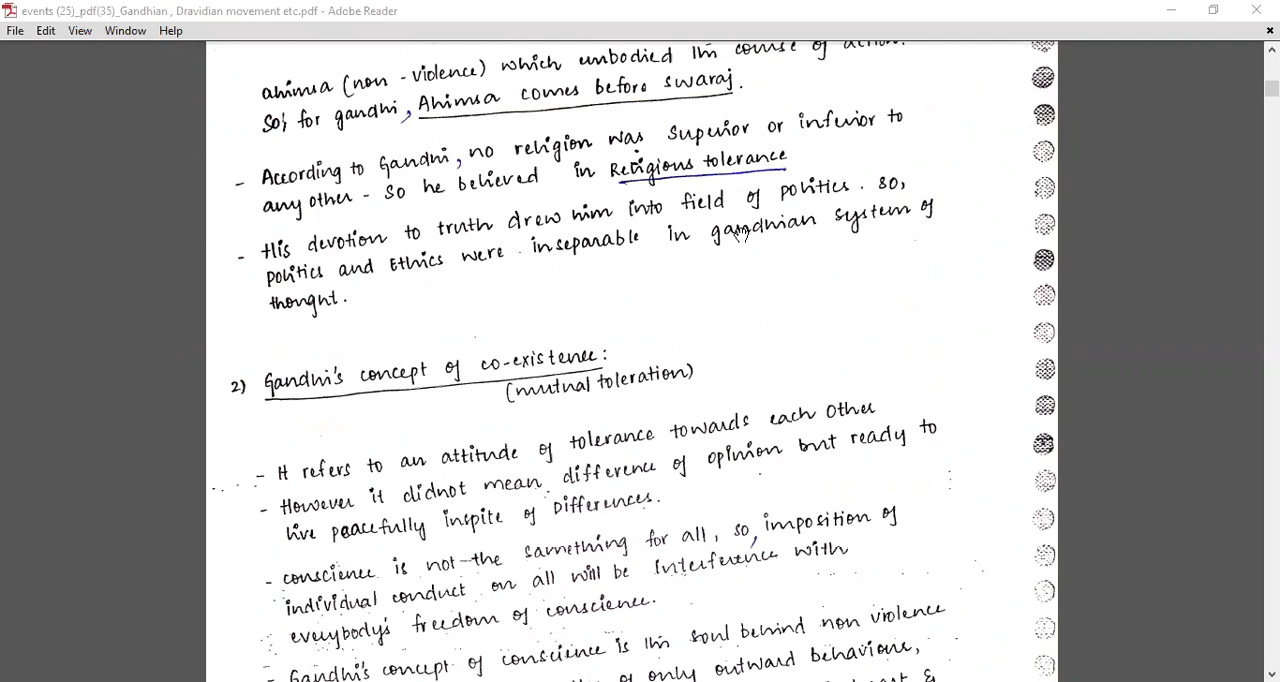 events (25)_pdf(35)_Gandhian , Dravidian movement etc.pdf - Adobe Reader
File Edit View Window Help
ahimsa (non - violence) which embodied his course of action.
So, for gandhi, Ahimsa comes before swaraj.
- According to Gandhi, no religion was superior or inferior to
any other - so he believed in Religious tolerance
- His devotion to truth drew him into field of politics. so,
politics and Ethics were inseparable in gandhian system of
thought.
2) Gandhi's concept of co-existence:
(mutual toleration)
- It refers to an attitude of tolerance towards each other
- However it didnot mean difference of opinion but ready to
live peacefully inspite of Differences.
- conscience is not the samething for all, so, imposition of
individual conduct on all will be interference with
everybody's freedom of conscience.
- Gandhi's concept of conscience is his soul behind non violence
only outward behaviour,